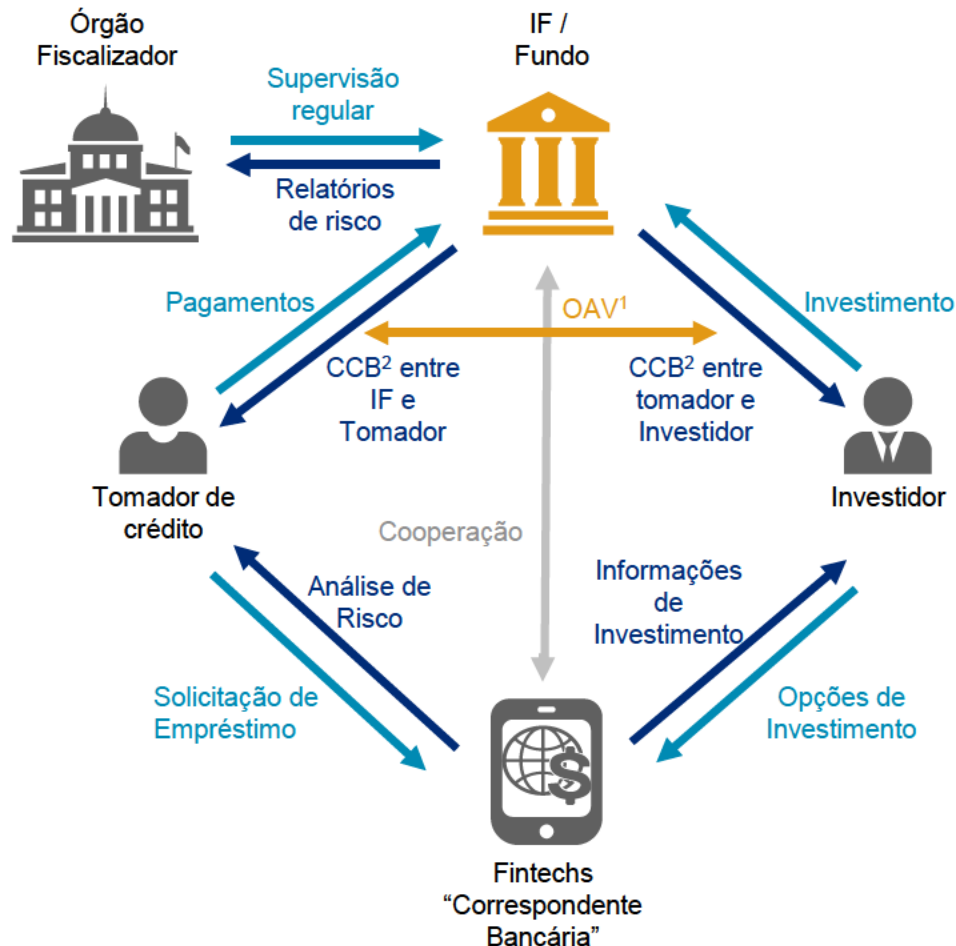 Órgão
Fiscalizador
IF /
Fundo
Supervisão
regular
Relatórios
de risco
Pagamentos
OAV¹
Investimento
CCB² entre
IF e
Tomador
CCB² entre
tomador e
Investidor
Tomador de
crédito
Investidor
Cooperação
Análise de
Risco
Informações
de
Investimento
Solicitação de
Empréstimo
Opções de
Investimento
$
Fintechs
“Correspondente
Bancária”